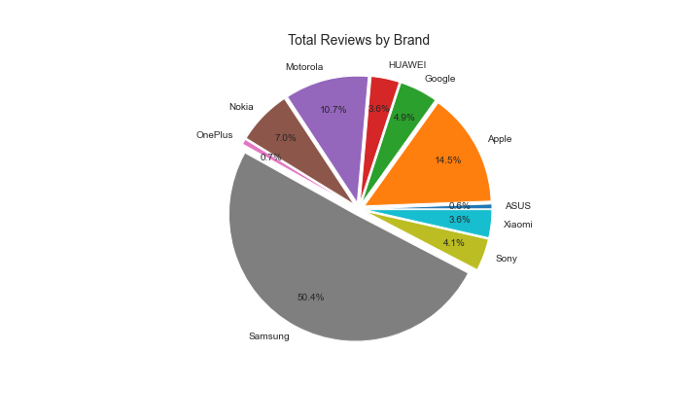 Total Reviews by Brand
HUAWEI
Motorola
Google
3.6%
10.7%
4.9%
Nokia
OnePlus
7.0%
Apple
14.5%
0.7%
0.6%
ASUS
3.6%
Xiaomi
4.1%
Sony
50.4%
Samsung